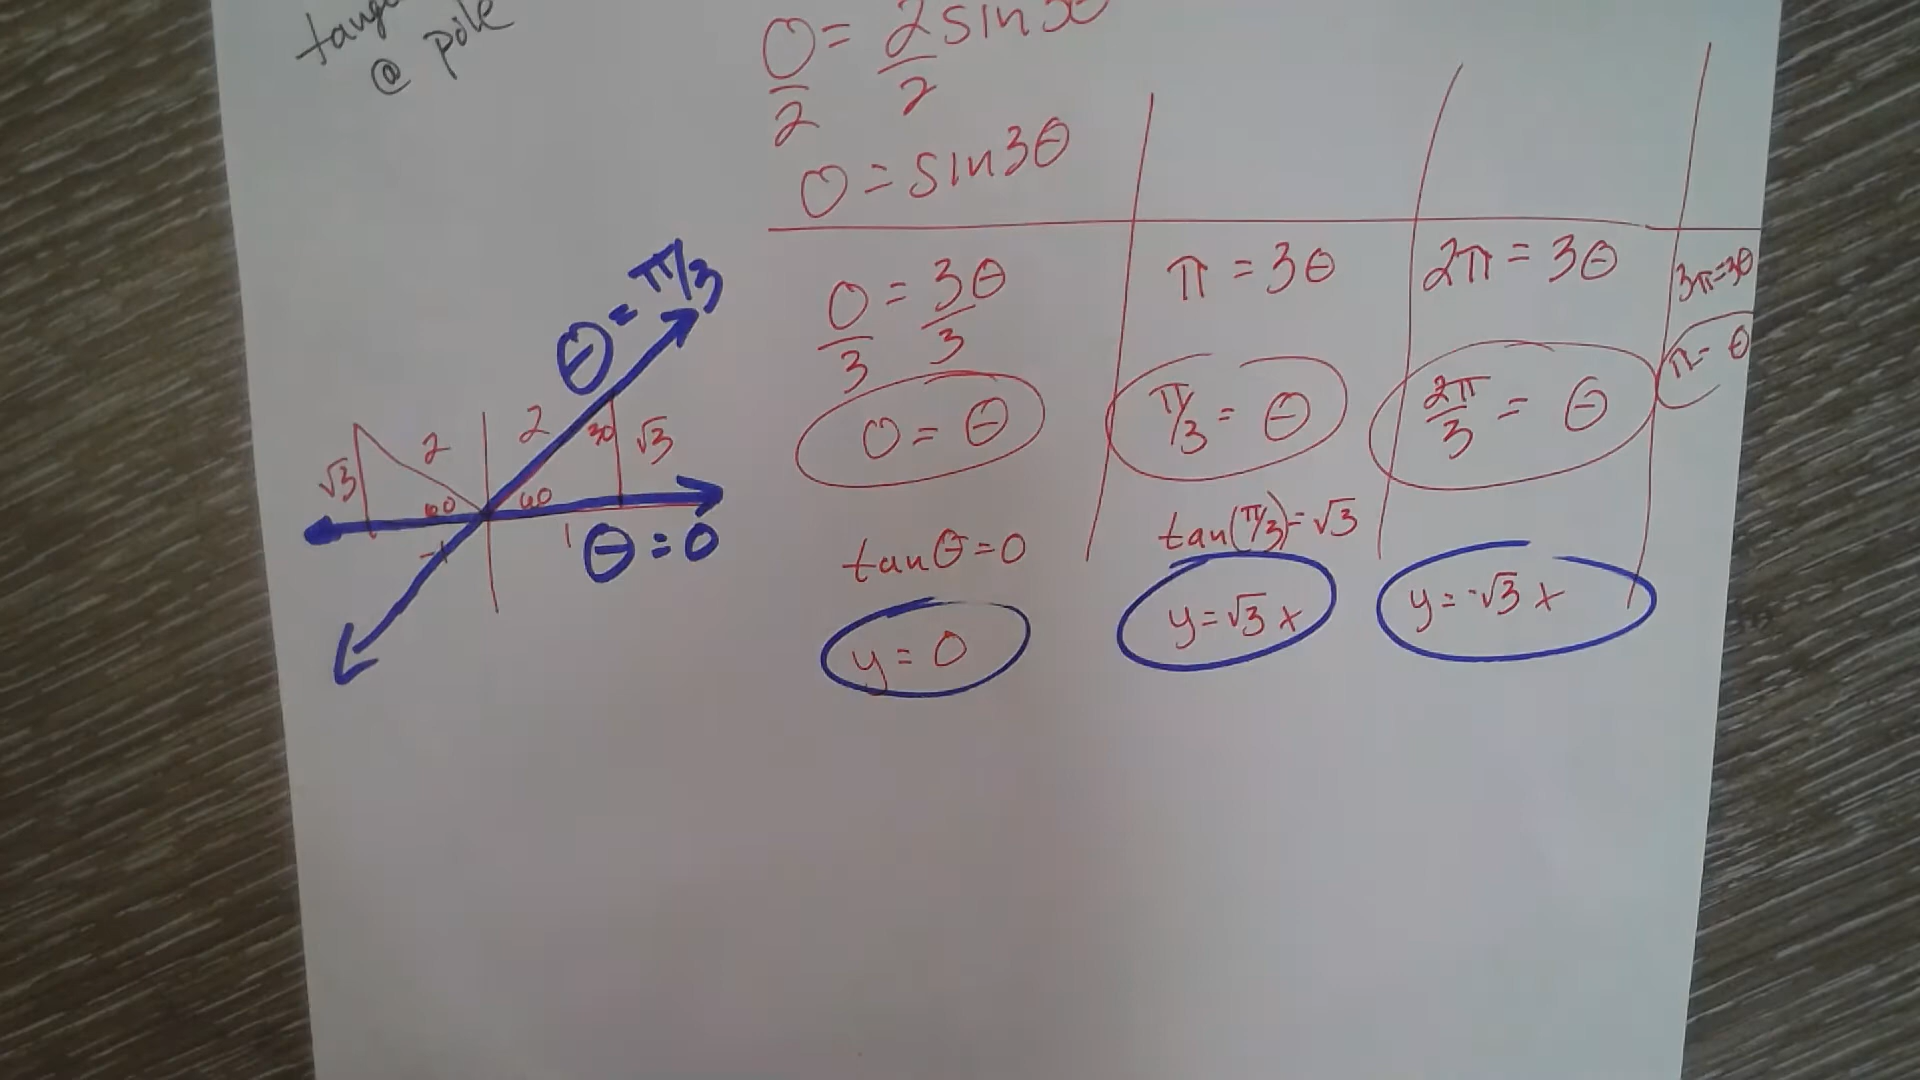 tange
@ pole
0/2 = 2sin3θ/2
0 = sin3θ
0/3 = 3θ/3
0 = θ
tanθ = 0
y = 0
π = 3θ
π/3 = θ
tan(π/3) = √3
y = √3 x
2π = 3θ
2π/3 = θ
y = -√3 x
3π = 3θ
π = θ
θ = π/3
2
2
30
√3
√3
60
60
-1
1
θ = 0